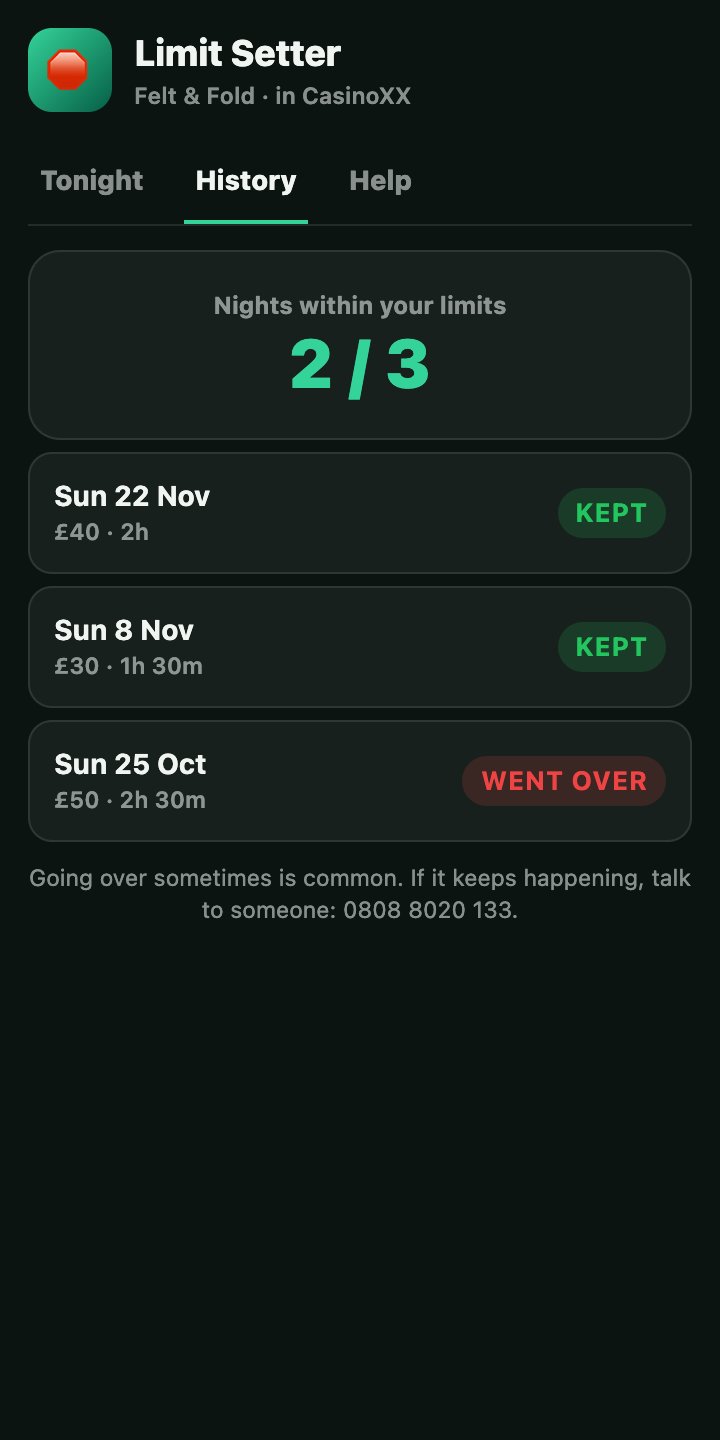 Limit Setter
Felt & Fold · in CasinoXX
Tonight
History
Help
Nights within your limits
2 / 3
Sun 22 Nov
£40 · 2h
KEPT
Sun 8 Nov
£30 · 1h 30m
KEPT
Sun 25 Oct
£50 · 2h 30m
WENT OVER
Going over sometimes is common. If it keeps happening, talk
to someone: 0808 8020 133.